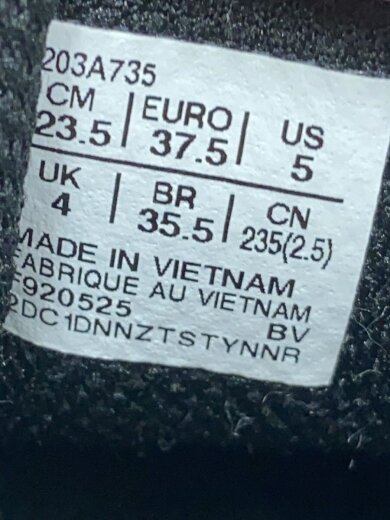 203A735
CM | EURO | US
23.5 | 37.5 | 5
UK | BR | CN
4 | 35.5 | 235(2.5)
MADE IN VIETNAM
FABRIQUE AU VIETNAM
920525 BV
2DC1DNNZTSTYNNR